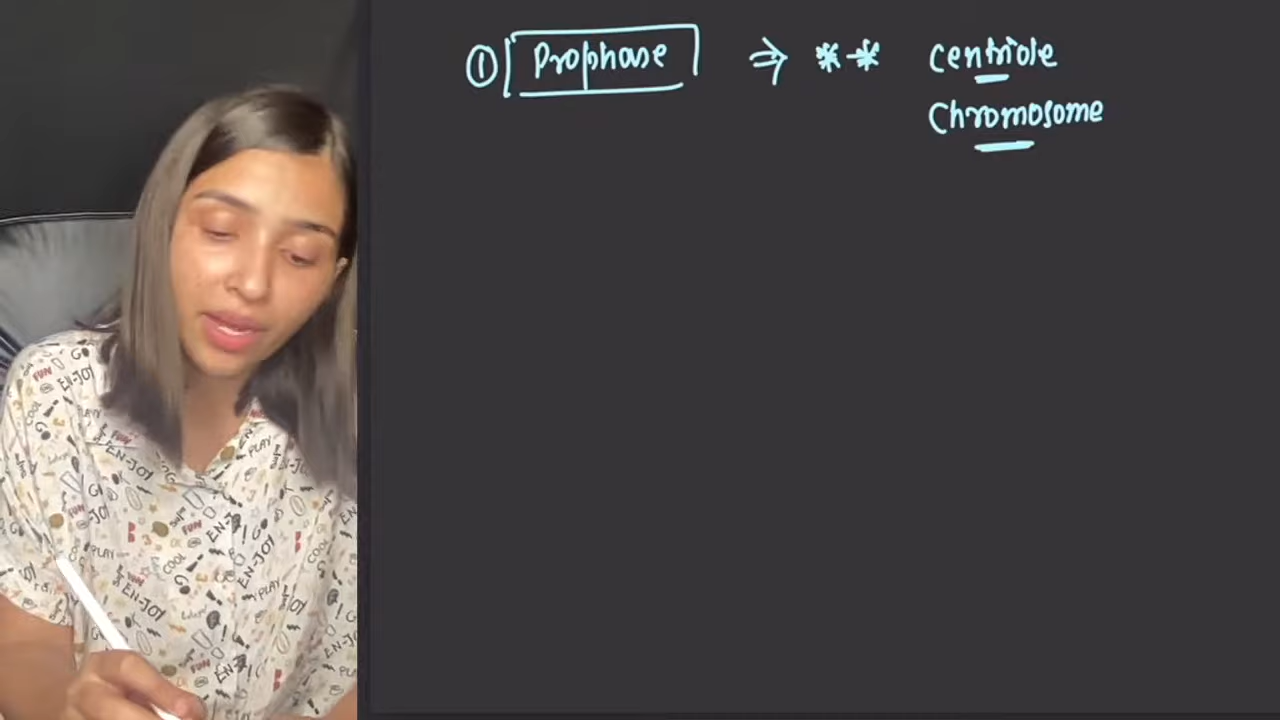 ① Prophase ⇒ ** Centriole
Chromosome